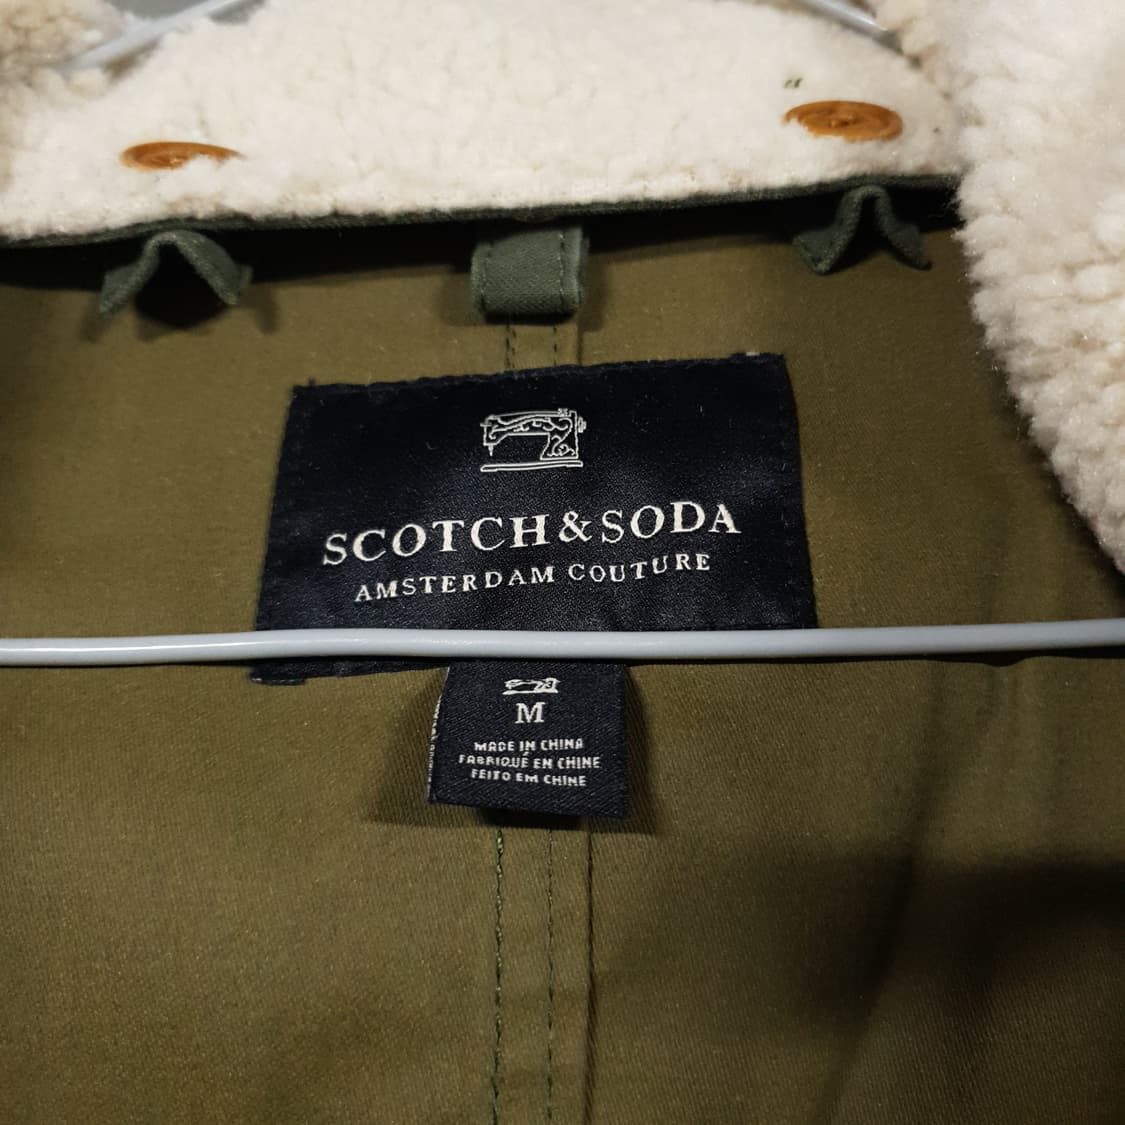 SCOTCH & SODA
AMSTERDAM COUTURE
M
MADE IN CHINA
FABRIQUÉ EN CHINE
FEITO EM CHINE